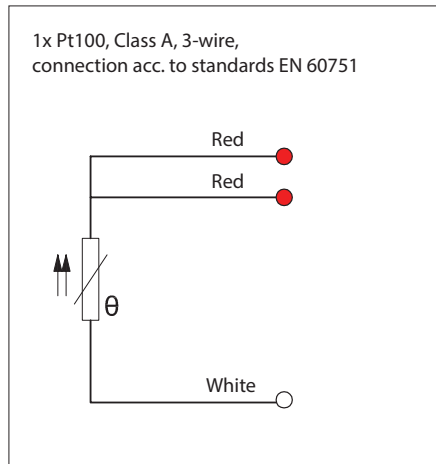 1x Pt100, Class A, 3-wire,
connection acc. to standards EN 60751
Red
Red
θ
White